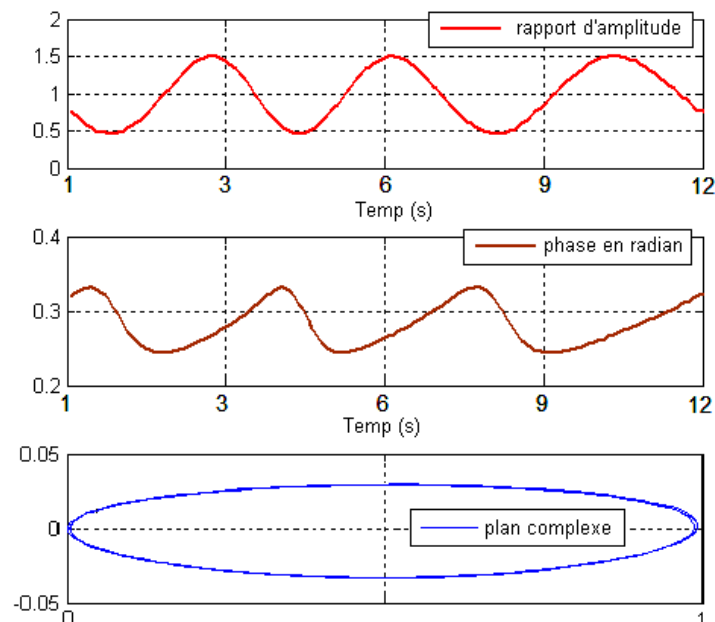 2
rapport d'amplitude
1.5
1
0.5
0
1 3 6 9 12
Temp (s)
0.4
phase en radian
0.3
0.2
1 3 6 9 12
Temp (s)
0.05
plan complexe
0
-0.05
0 1